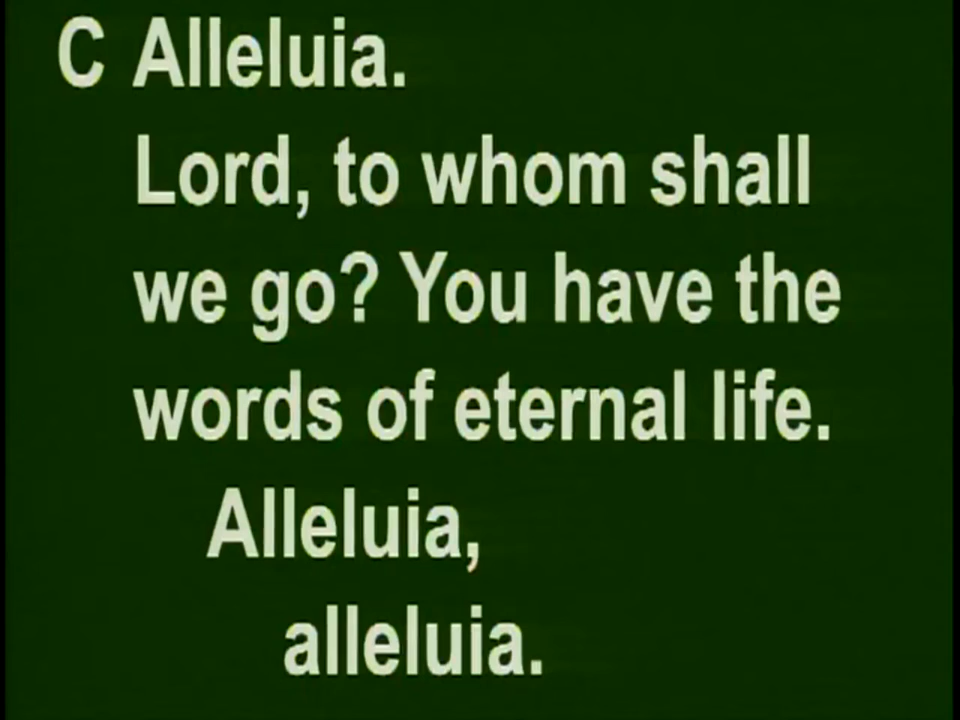 C Alleluia.
Lord, to whom shall
we go? You have the
words of eternal life.
Alleluia,
alleluia.